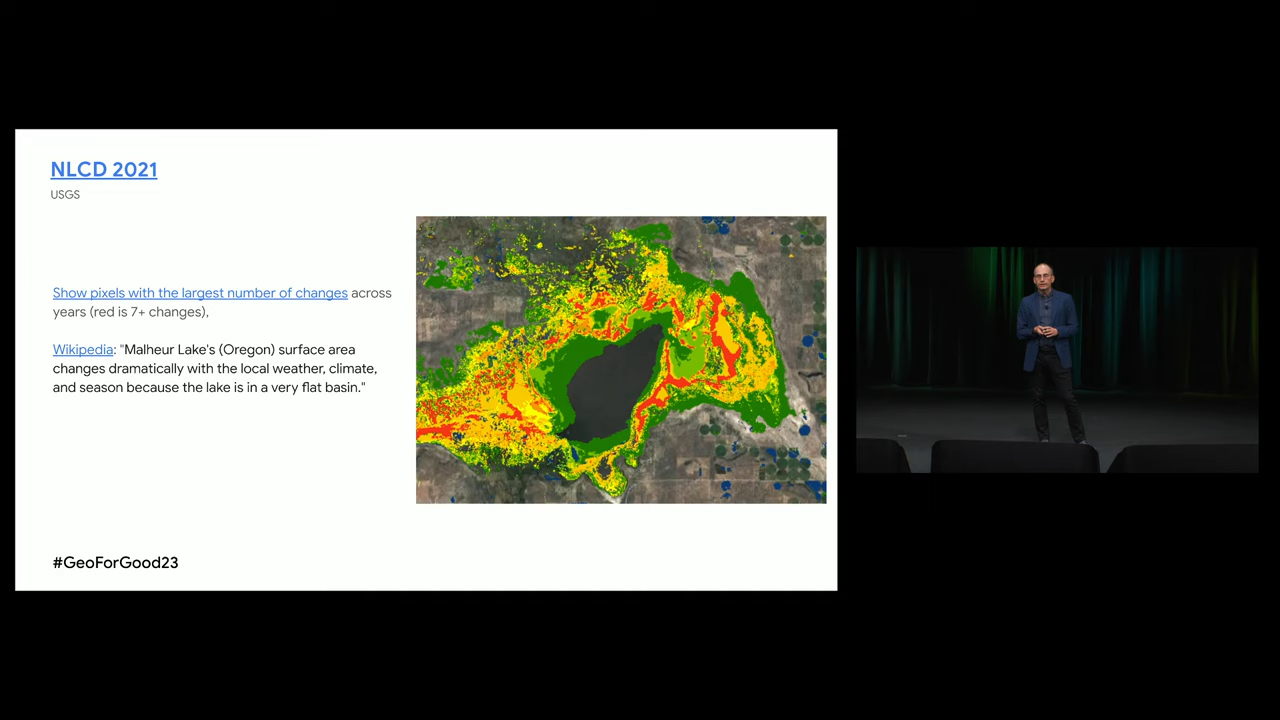 NLCD 2021
USGS
Show pixels with the largest number of changes across
years (red is 7+ changes),
Wikipedia: "Malheur Lake's (Oregon) surface area
changes dramatically with the local weather, climate,
and season because the lake is in a very flat basin."
#GeoForGood23